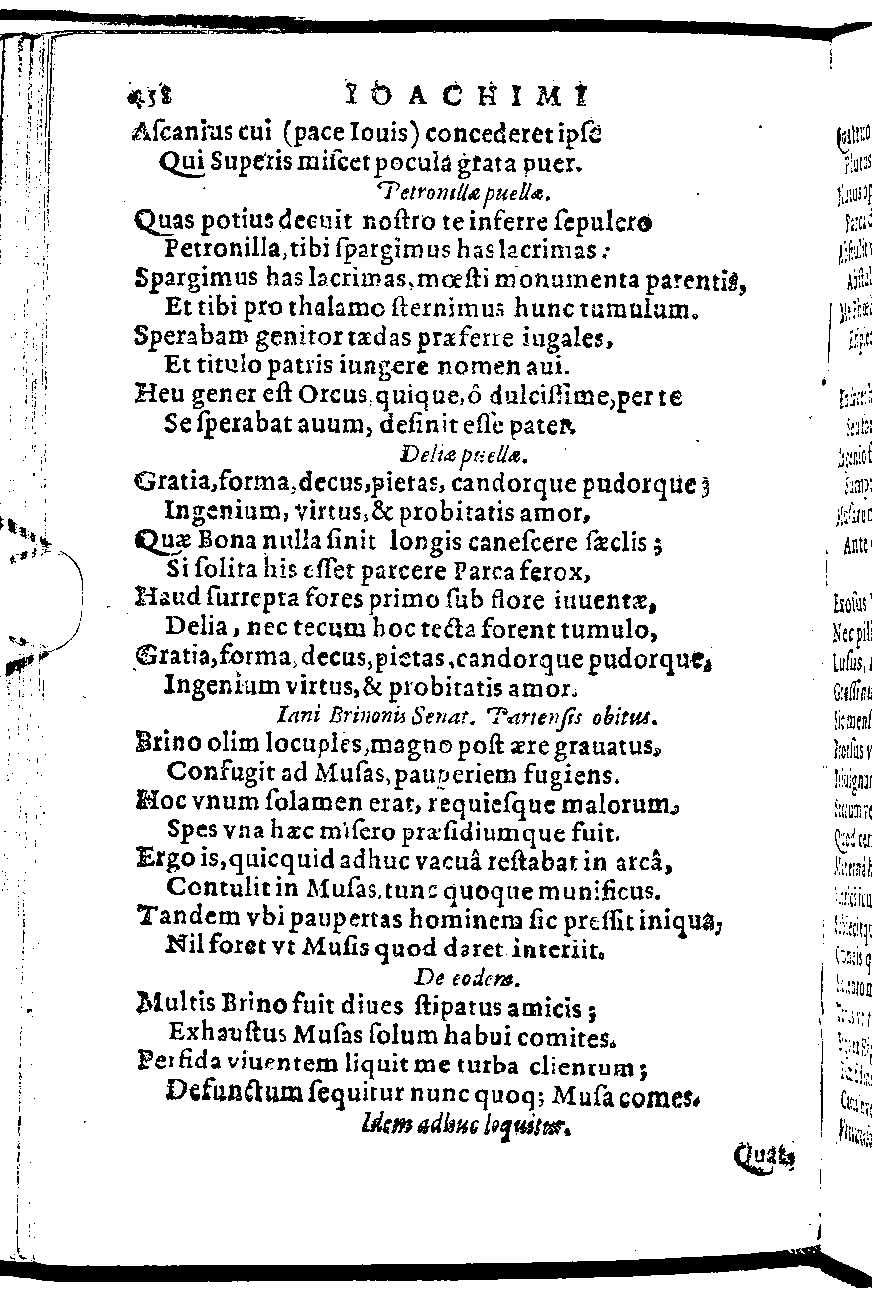 438 IOACHIMI
Aſcanius cui (pace Iouis) concederet ipſe
Qui Superis miſcet pocula grata puer.
Petronillæ puellæ.
Quas potius decuit noſtro te inferre ſepulcro
Petronilla, tibi ſpargimus has lacrimas:
Spargimus has lacrimas, mœſti monumenta parentis,
Et tibi pro thalamo ſternimus hunc tumulum.
Sperabam genitor tædas præferre iugales,
Et titulo patris iungere nomen aui.
Heu gener eſt Orcus, quique, ô dulciſſime, per te
Se ſperabat auum, deſinit eſſe pater.
Deliæ puellæ.
Gratia, forma, decus, pietas, candorque pudorque;
Ingenium, virtus, & probitatis amor,
Quæ Bona nulla ſinit longis caneſcere ſæclis;
Si ſolita his eſſet parcere Parca ferox,
Haud ſurrepta fores primo ſub flore iuuentæ,
Delia, nec tecum hoc tecta forent tumulo,
Gratia, forma, decus, pietas, candorque pudorque,
Ingenium virtus, & probitatis amor.
Iani Brinonis Senat. Pariensis obitus.
Brino olim locuples, magno poſt ære grauatus,
Confugit ad Muſas, pauperiem fugiens.
Hoc vnum ſolamen erat, requieſque malorum,
Spes vna hæc miſero præſidiumque fuit.
Ergo is, quicquid adhuc vacuâ reſtabat in arcâ,
Contulit in Muſas, tunc quoque munificus.
Tandem vbi paupertas hominem ſic preſſit iniqua,
Nil foret vt Muſis quod daret interiit.
De eodem.
Multis Brino fuit diues ſtipatus amicis;
Exhauſtus Muſas ſolum habui comites.
Perfida viuentem liquit me turba clientum;
Defunctum ſequitur nunc quoq; Muſa comes.
Idem adhuc loquitur.